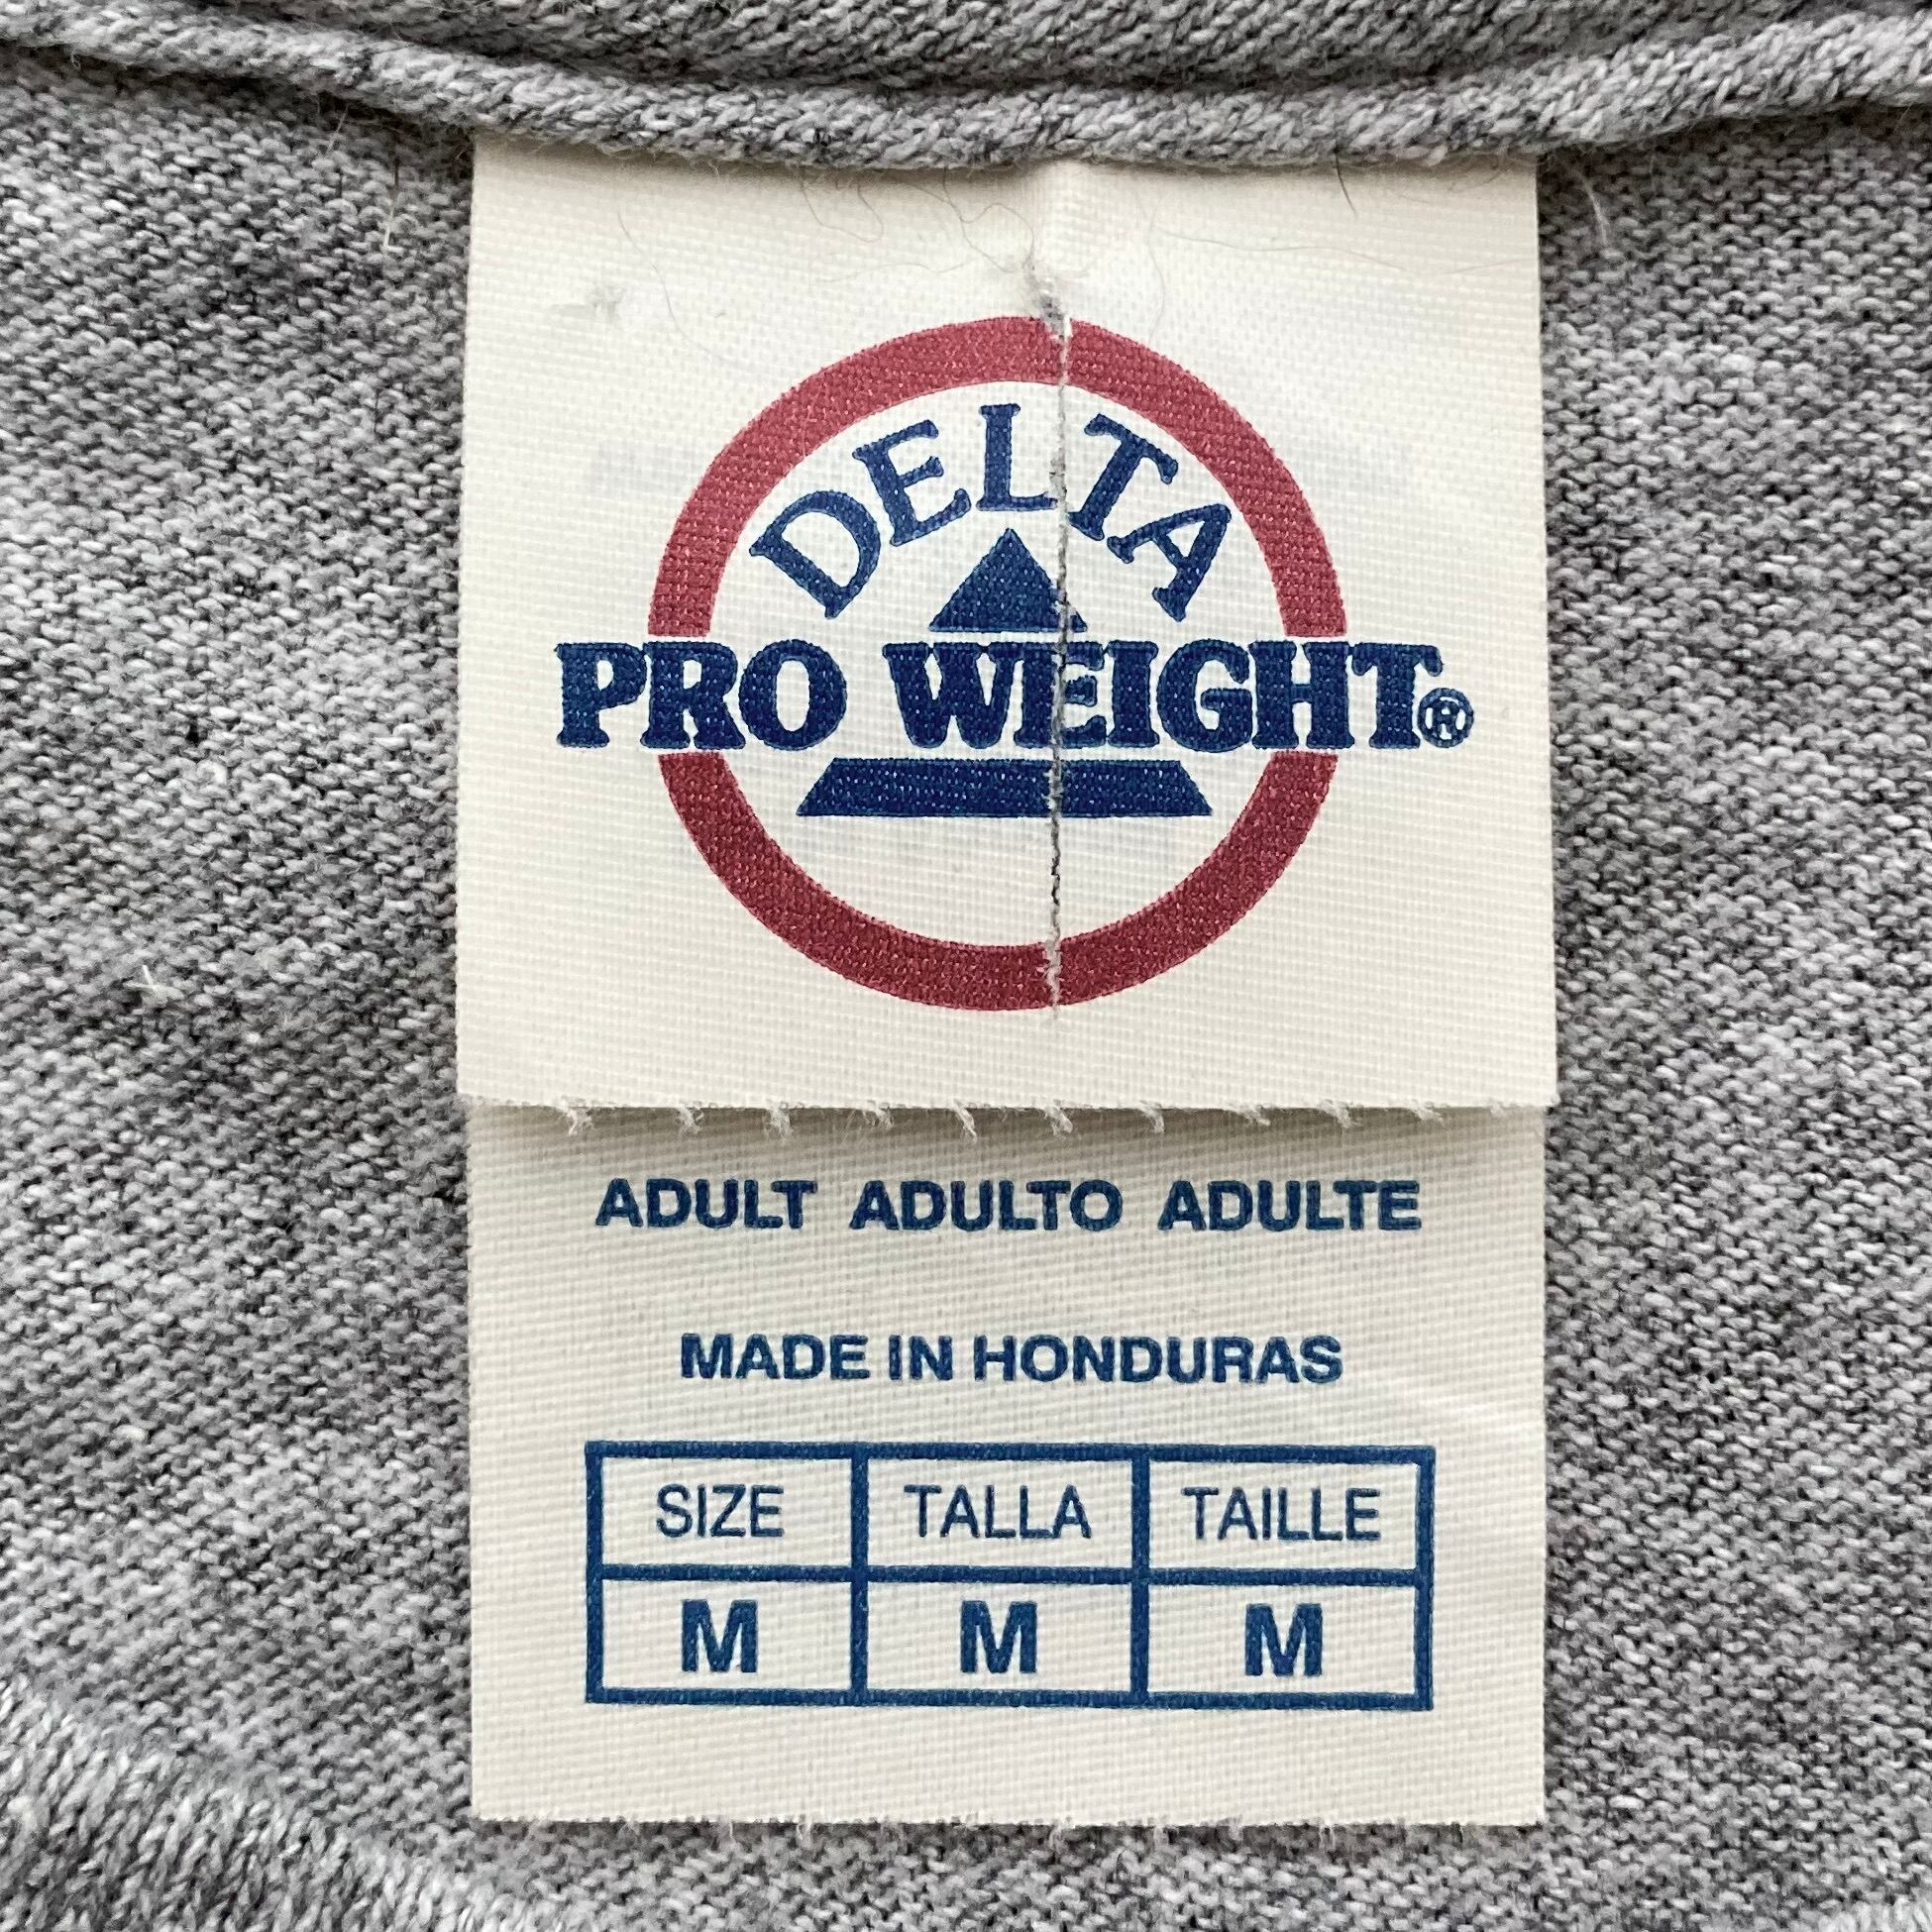 DELTA
PRO WEIGHT®
ADULT ADULTO ADULTE
MADE IN HONDURAS
SIZE TALLA TAILLE
M M M